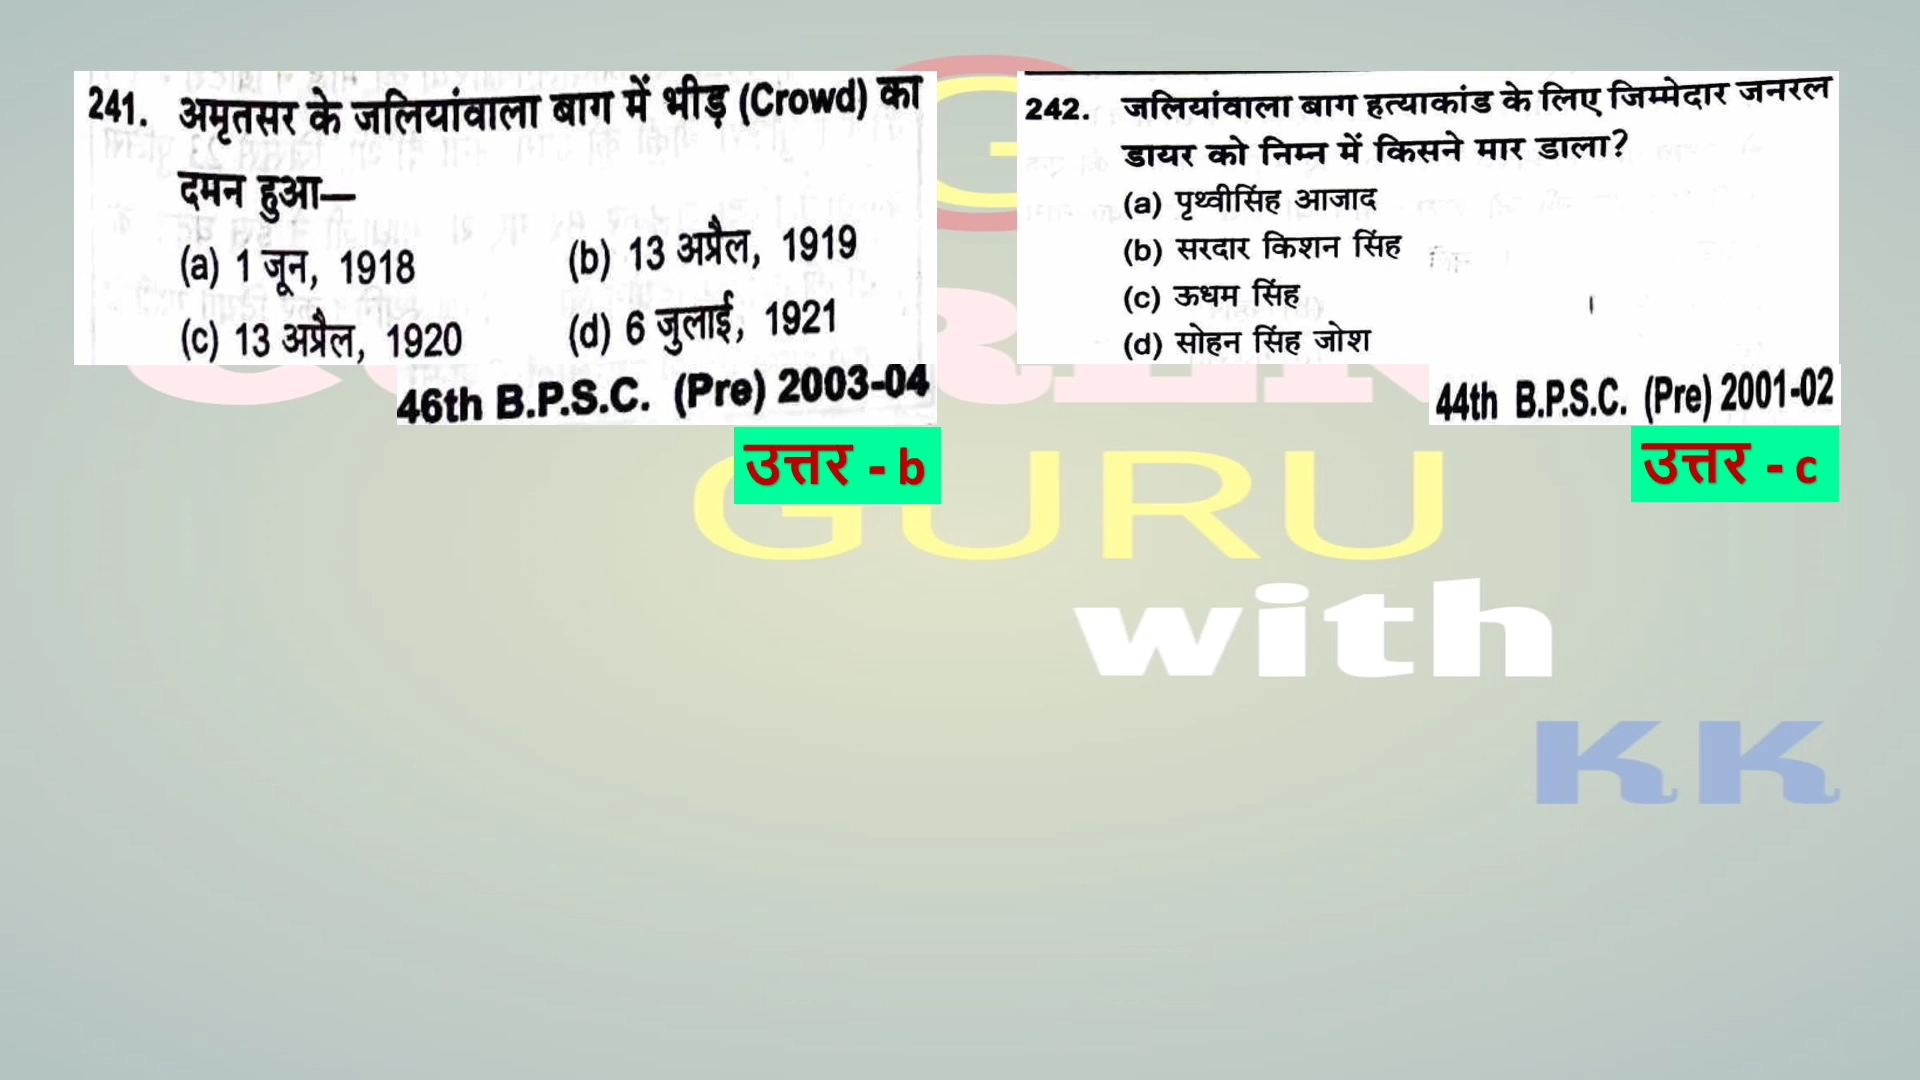 241. अमृतसर के जलियांवाला बाग में भीड़ (Crowd) का
दमन हुआ—
(a) 1 जून, 1918 (b) 13 अप्रैल, 1919
(c) 13 अप्रैल, 1920 (d) 6 जुलाई, 1921
46th B.P.S.C. (Pre) 2003-04
उत्तर - b
242. जलियांवाला बाग हत्याकांड के लिए जिम्मेदार जनरल
डायर को निम्न में किसने मार डाला?
(a) पृथ्वीसिंह आजाद
(b) सरदार किशन सिंह
(c) ऊधम सिंह
(d) सोहन सिंह जोश
44th B.P.S.C. (Pre) 2001-02
उत्तर - c
G
GURU
with
KK